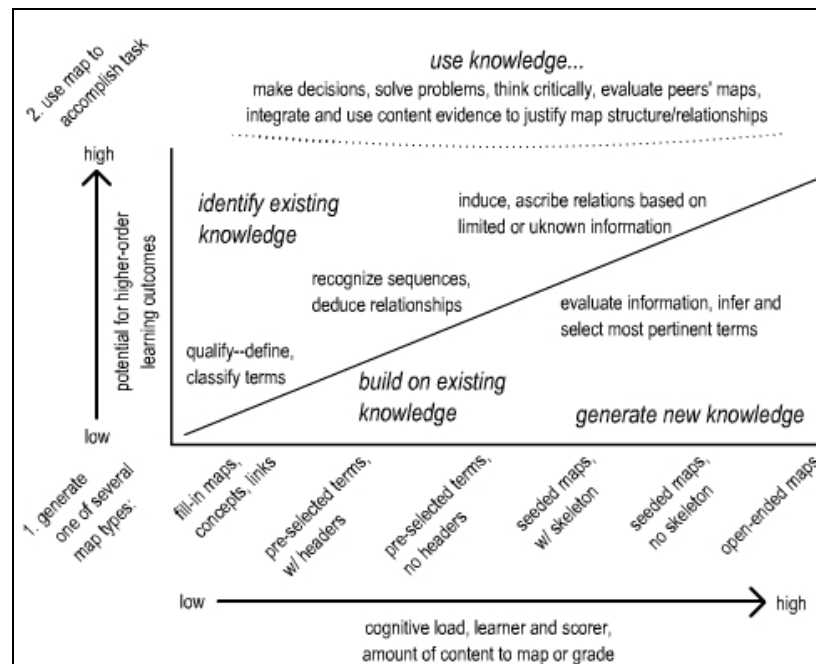 2. use map to
accomplish task
use knowledge...
make decisions, solve problems, think critically, evaluate peers' maps,
integrate and use content evidence to justify map structure/relationships
high
potential for higher-order
learning outcomes
low
identify existing
knowledge
induce, ascribe relations based on
limited or uknown information
recognize sequences,
deduce relationships
evaluate information, infer and
select most pertinent terms
qualify--define,
classify terms
build on existing
knowledge
generate new knowledge
1. generate
one of several
map types:
fill-in maps,
concepts, links
pre-selected terms,
w/ headers
pre-selected terms,
no headers
seeded maps,
w/ skeleton
seeded maps,
no skeleton
open-ended maps
low
high
cognitive load, learner and scorer,
amount of content to map or grade